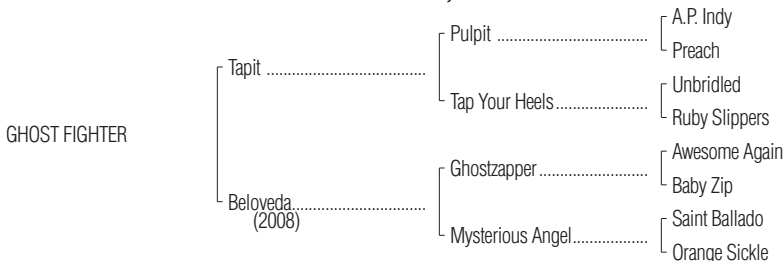 A.P. Indy
Pulpit
Preach
Tapit
Unbridled
Tap Your Heels
Ruby Slippers
GHOST FIGHTER
Awesome Again
Ghostzapper
Baby Zip
Beloveda
(2008)
Saint Ballado
Mysterious Angel
Orange Sickle